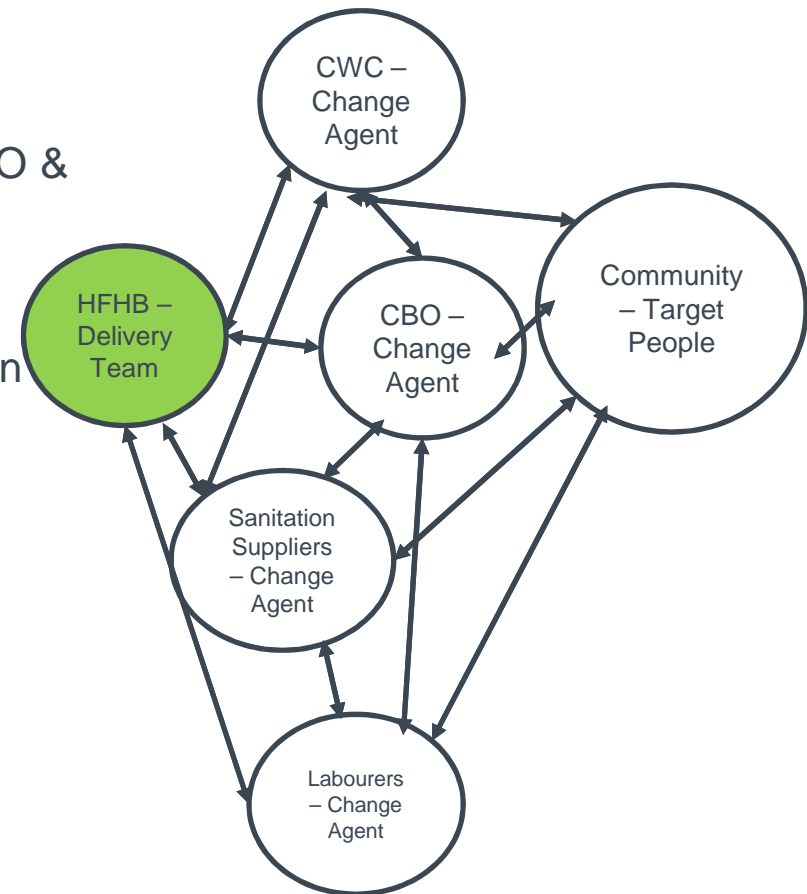 CWC –
Change
Agent
O &
HFHB –
Delivery
Team
n
CBO –
Change
Agent
Community
– Target
People
Sanitation
Suppliers
– Change
Agent
Labourers
– Change
Agent